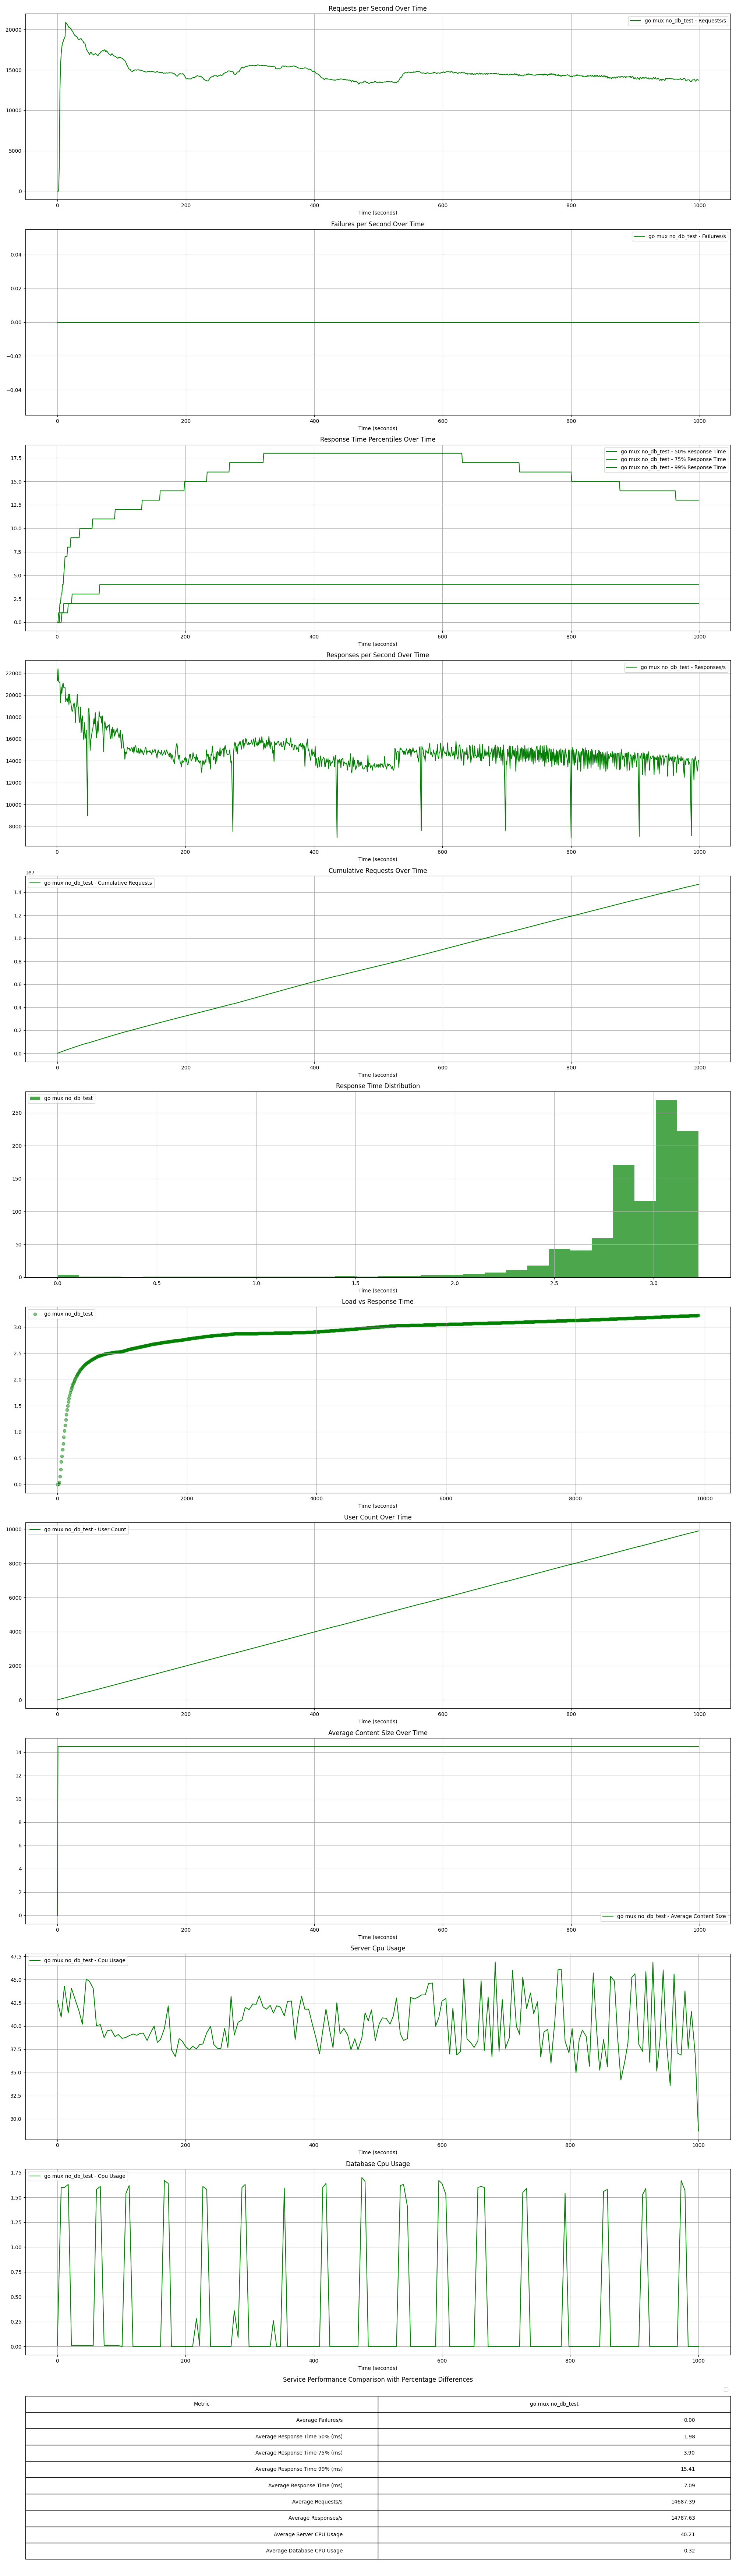 Requests per Second Over Time
go mux no_db_test - Requests/s
20000
15000
10000
5000
0
0 200 400 600 800 1000
Time (seconds)
Failures per Second Over Time
go mux no_db_test - Failures/s
0.04
0.02
0.00
−0.02
−0.04
0 200 400 600 800 1000
Time (seconds)
Response Time Percentiles Over Time
go mux no_db_test - 50% Response Time
go mux no_db_test - 75% Response Time
go mux no_db_test - 99% Response Time
17.5
15.0
12.5
10.0
7.5
5.0
2.5
0.0
0 200 400 600 800 1000
Time (seconds)
Responses per Second Over Time
go mux no_db_test - Responses/s
22000
20000
18000
16000
14000
12000
10000
8000
0 200 400 600 800 1000
Time (seconds)
Cumulative Requests Over Time
1e7
go mux no_db_test - Cumulative Requests
1.4
1.2
1.0
0.8
0.6
0.4
0.2
0.0
0 200 400 600 800 1000
Time (seconds)
Response Time Distribution
go mux no_db_test
250
200
150
100
50
0
0.0 0.5 1.0 1.5 2.0 2.5 3.0
Time (seconds)
Load vs Response Time
go mux no_db_test
3.0
2.5
2.0
1.5
1.0
0.5
0.0
0 2000 4000 6000 8000 10000
Time (seconds)
User Count Over Time
go mux no_db_test - User Count
10000
8000
6000
4000
2000
0
0 200 400 600 800 1000
Time (seconds)
Average Content Size Over Time
14
12
10
8
6
4
2
0
go mux no_db_test - Average Content Size
0 200 400 600 800 1000
Time (seconds)
Server Cpu Usage
go mux no_db_test - Cpu Usage
47.5
45.0
42.5
40.0
37.5
35.0
32.5
30.0
0 200 400 600 800 1000
Time (seconds)
Database Cpu Usage
go mux no_db_test - Cpu Usage
1.75
1.50
1.25
1.00
0.75
0.50
0.25
0.00
0 200 400 600 800 1000
Time (seconds)
Service Performance Comparison with Percentage Differences
Metric go mux no_db_test
Average Failures/s 0.00
Average Response Time 50% (ms) 1.98
Average Response Time 75% (ms) 3.90
Average Response Time 99% (ms) 15.41
Average Response Time (ms) 7.09
Average Requests/s 14687.39
Average Responses/s 14787.63
Average Server CPU Usage 40.21
Average Database CPU Usage 0.32